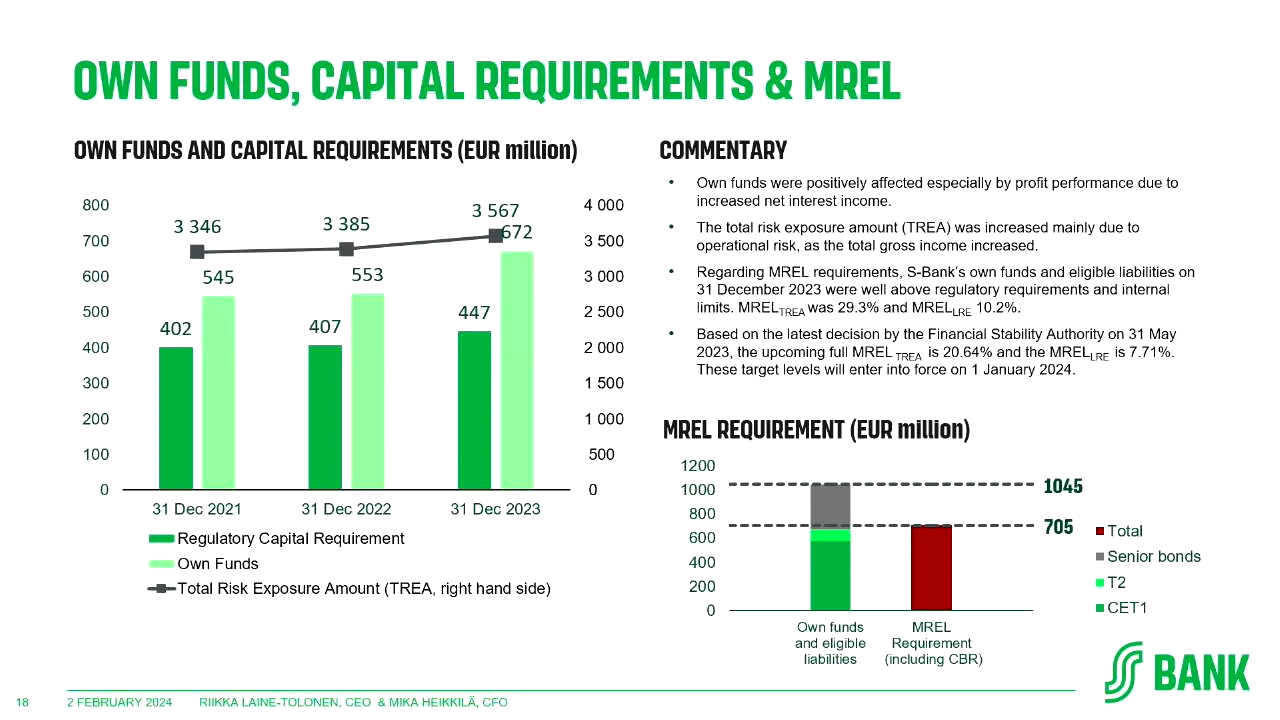 OWN FUNDS, CAPITAL REQUIREMENTS & MREL
OWN FUNDS AND CAPITAL REQUIREMENTS (EUR million)
800
700
600
500
400
300
200
100
0
3 346
3 385
3 567
545
553
672
402
407
447
4 000
3 500
3 000
2 500
2 000
1 500
1 000
500
0
31 Dec 2021
31 Dec 2022
31 Dec 2023
Regulatory Capital Requirement
Own Funds
Total Risk Exposure Amount (TREA, right hand side)
COMMENTARY
• Own funds were positively affected especially by profit performance due to
increased net interest income.
• The total risk exposure amount (TREA) was increased mainly due to
operational risk, as the total gross income increased.
• Regarding MREL requirements, S-Bank's own funds and eligible liabilities on
31 December 2023 were well above regulatory requirements and internal
limits. MRELTREA was 29.3% and MRELLRE 10.2%.
• Based on the latest decision by the Financial Stability Authority on 31 May
2023, the upcoming full MREL TREA is 20.64% and the MRELLRE is 7.71%.
These target levels will enter into force on 1 January 2024.
MREL REQUIREMENT (EUR million)
1200
1000
800
600
400
200
0
1045
705
Own funds
and eligible
liabilities
MREL
Requirement
(including CBR)
Total
Senior bonds
T2
CET1
BANK
18
2 FEBRUARY 2024
RIIKKA LAINE-TOLONEN, CEO & MIKA HEIKKILÄ, CFO